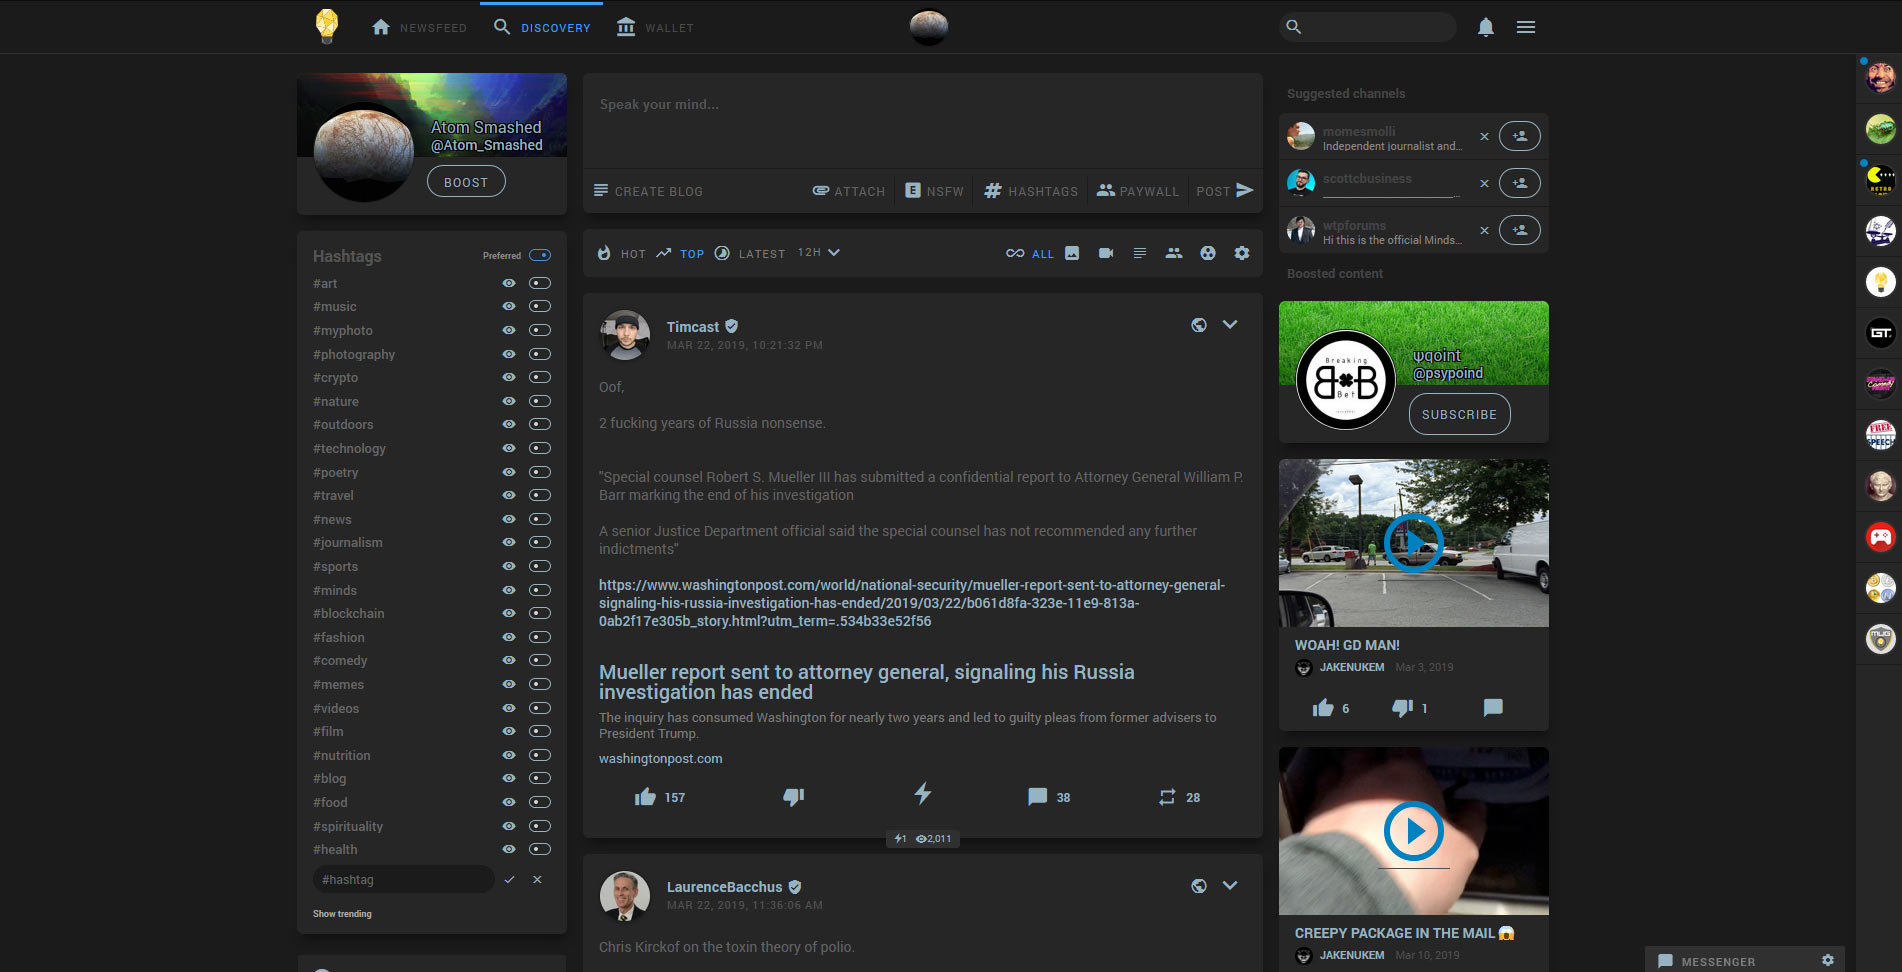 NEWSFEED
DISCOVERY
WALLET
Atom Smashed
@Atom_Smashed
BOOST
Hashtags
Preferred
#art
#music
#myphoto
#photography
#crypto
#nature
#outdoors
#technology
#poetry
#travel
#news
#journalism
#sports
#minds
#blockchain
#fashion
#comedy
#memes
#videos
#film
#nutrition
#blog
#food
#spirituality
#health
#hashtag
Show trending
Speak your mind...
CREATE BLOG
ATTACH
E NSFW
# HASHTAGS
PAYWALL
POST
HOT
TOP
LATEST
12H
ALL
Timcast
MAR 22, 2019, 10:21:32 PM
Oof,
2 fucking years of Russia nonsense.
"Special counsel Robert S. Mueller III has submitted a confidential report to Attorney General William P.
Barr marking the end of his investigation
A senior Justice Department official said the special counsel has not recommended any further
indictments"
https://www.washingtonpost.com/world/national-security/mueller-report-sent-to-attorney-general-
signaling-his-russia-investigation-has-ended/2019/03/22/b061d8fa-323e-11e9-813a-
0ab2f17e305b_story.html?utm_term=.534b33e52f56
Mueller report sent to attorney general, signaling his Russia
investigation has ended
The inquiry has consumed Washington for nearly two years and led to guilty pleas from former advisers to
President Trump.
washingtonpost.com
157
38
28
1
2,011
LaurenceBacchus
MAR 22, 2019, 11:36:06 AM
Chris Kirckof on the toxin theory of polio.
Suggested channels
momesmolli
Independent journalist and...
scottcbusiness
wtpforums
Hi this is the official Minds...
Boosted content
Breaking
B B
Bet
ψqoint
@psypoind
SUBSCRIBE
WOAH! GD MAN!
JAKENUKEM Mar 3, 2019
6
1
CREEPY PACKAGE IN THE MAIL
JAKENUKEM Mar 10, 2019
RETRO
GT.
FREE
SPEECH
MUG
MESSENGER